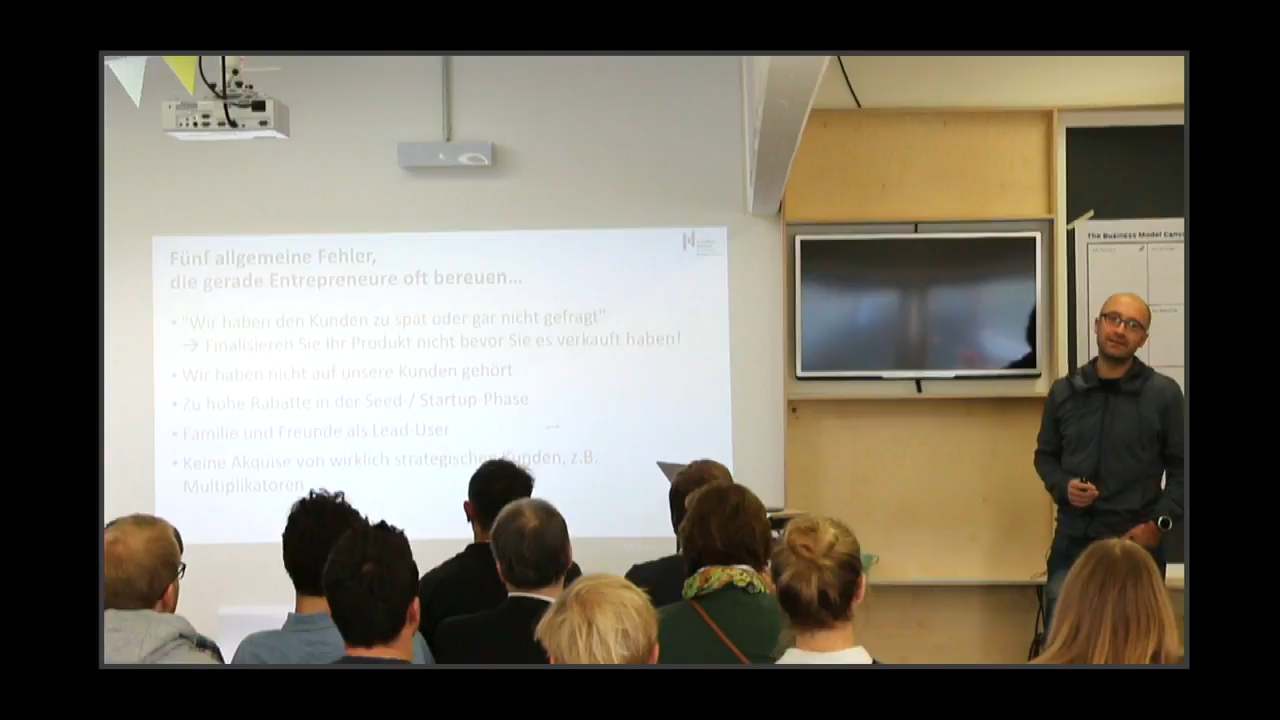 Fünf allgemeine Fehler,
die gerade Entrepreneure oft bereuen...
• "Wir haben den Kunden zu spät oder gar nicht gefragt"
→ Finalisieren Sie Ihr Produkt nicht bevor Sie es verkauft haben!
• Wir haben nicht auf unsere Kunden gehört
• Zu hohe Rabatte in der Seed-/ Startup-Phase
• Familie und Freunde als Lead-User
• Keine Akquise von wirklich strategischen Kunden, z.B.
Multiplikatoren
The Business Model Canv